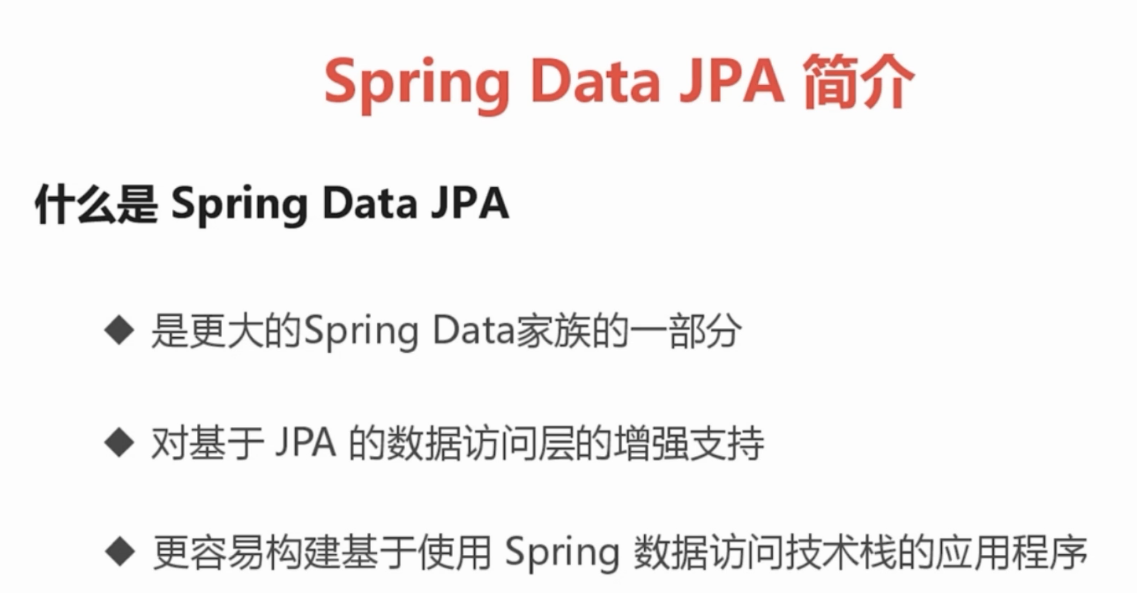 Spring Data JPA 简介
什么是 Spring Data JPA
◆ 是更大的Spring Data家族的一部分
◆ 对基于 JPA 的数据访问层的增强支持
◆ 更容易构建基于使用 Spring 数据访问技术栈的应用程序